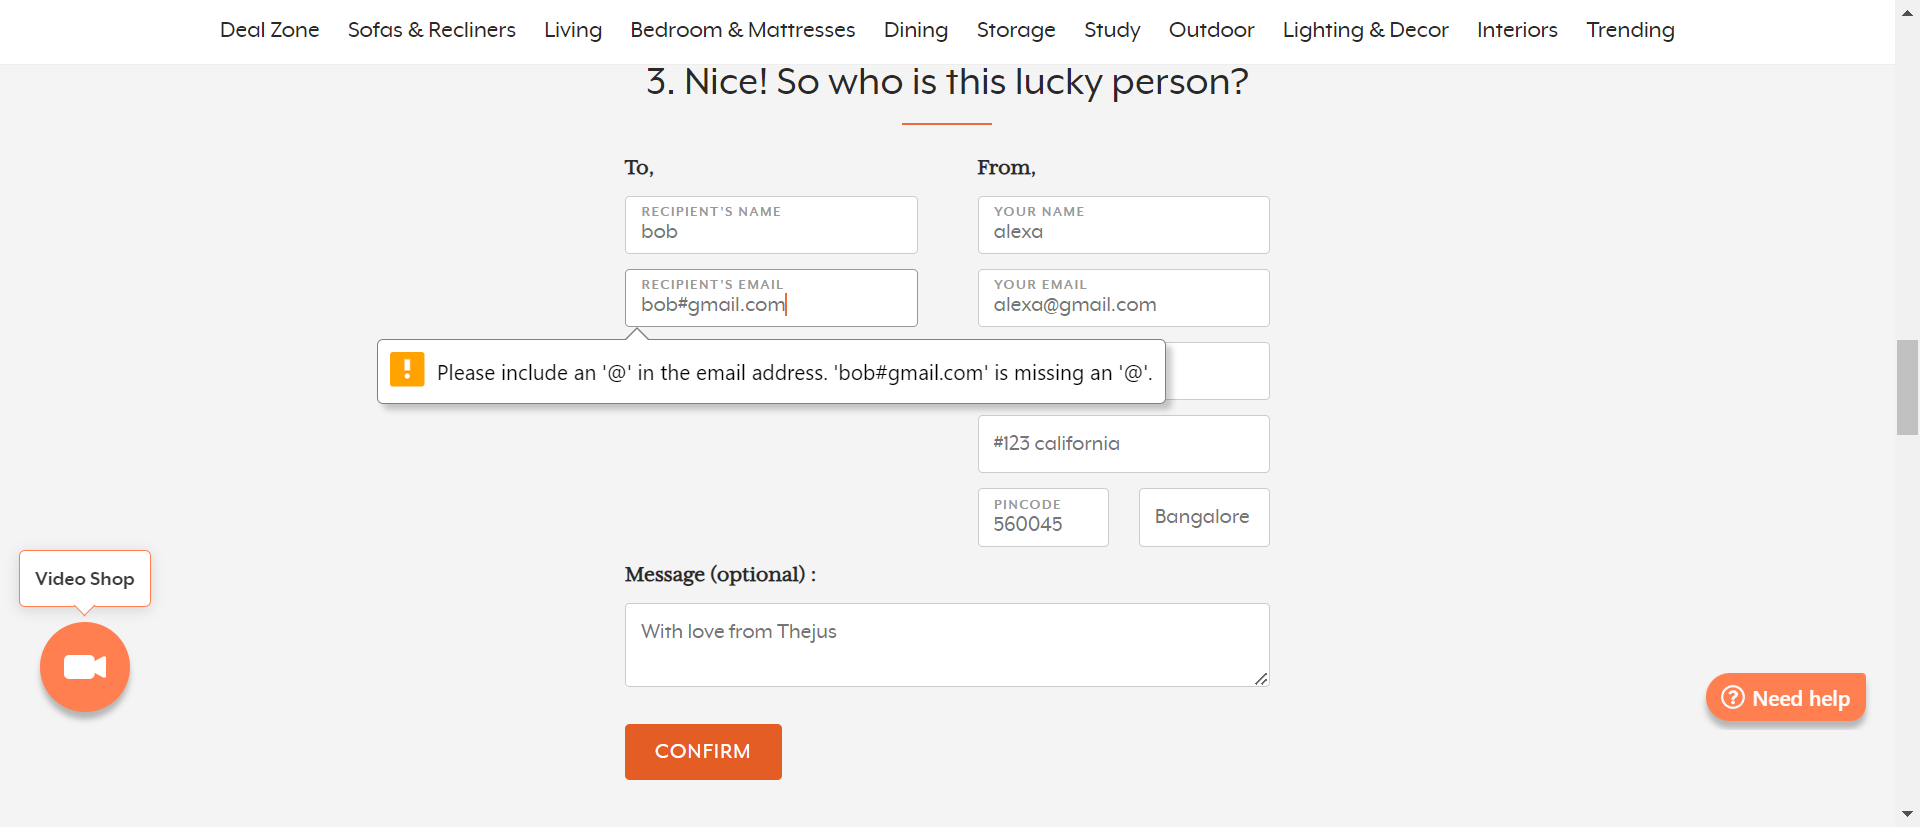 Deal Zone Sofas & Recliners Living Bedroom & Mattresses Dining Storage Study Outdoor Lighting & Decor Interiors Trending
3. Nice! So who is this lucky person?
To,
RECIPIENT'S NAME
bob
RECIPIENT'S EMAIL
bob#gmail.com
Please include an '@' in the email address. 'bob#gmail.com' is missing an '@'.
From,
YOUR NAME
alexa
YOUR EMAIL
alexa@gmail.com
#123 california
PINCODE
560045
Bangalore
Message (optional) :
With love from Thejus
CONFIRM
Video Shop
Need help